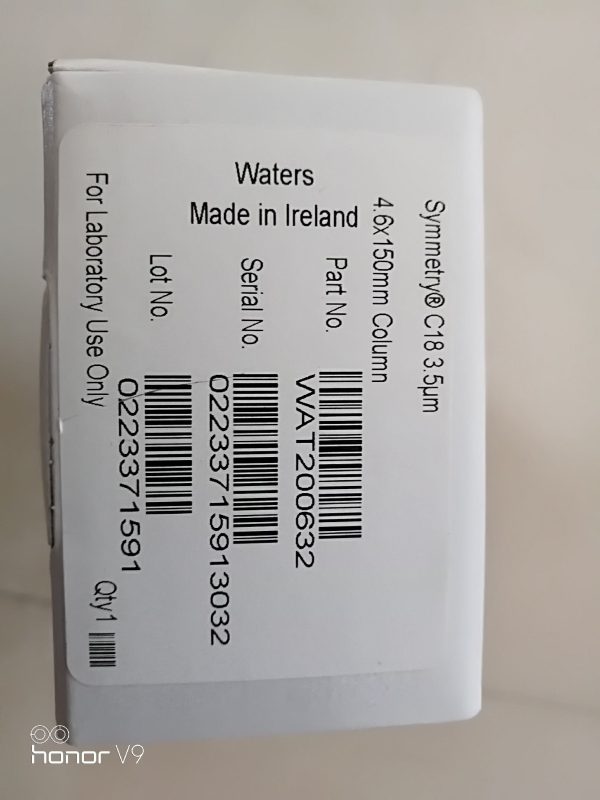 Waters
Made in Ireland
Symmetry® C18 3.5µm
4.6x150mm Column
Part No.
WAT200632
Serial No.
02233715913032
Lot No.
0223371591
For Laboratory Use Only
Qty1
honor V9